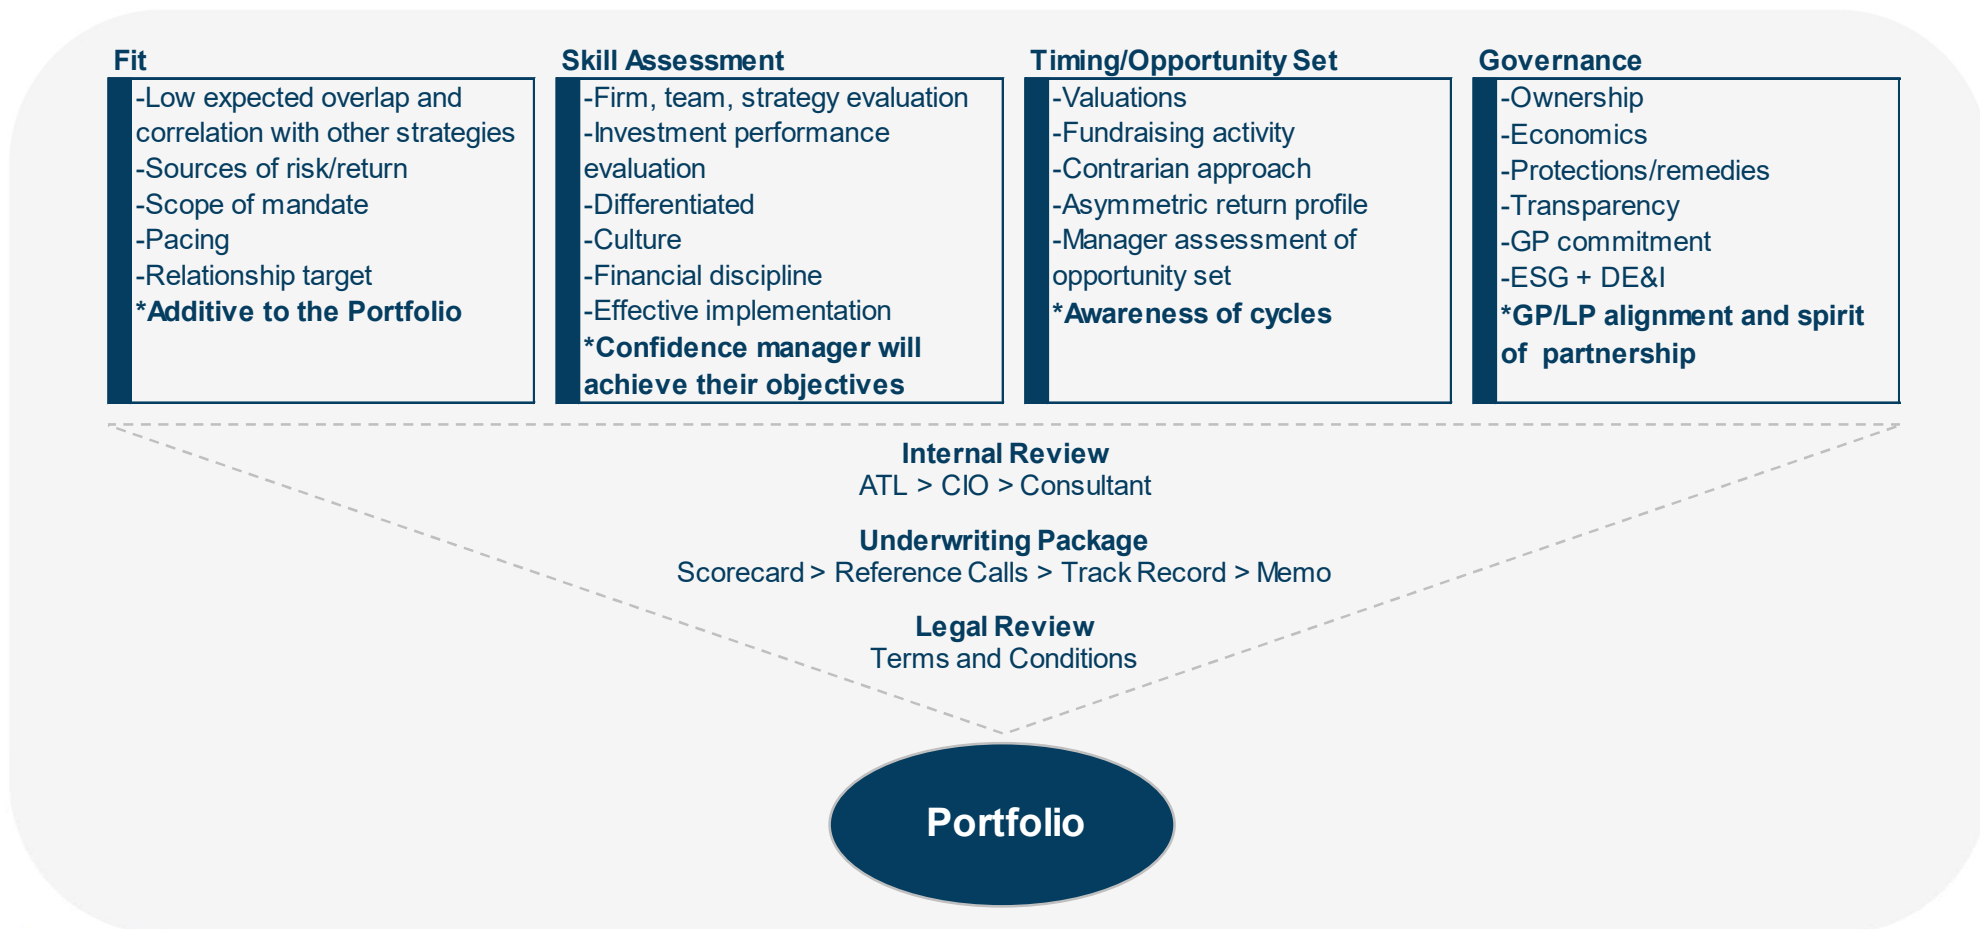 Fit
-Low expected overlap and
correlation with other strategies
-Sources of risk/return
-Scope of mandate
-Pacing
-Relationship target
*Additive to the Portfolio
Skill Assessment
-Firm, team, strategy evaluation
-Investment performance
evaluation
-Differentiated
-Culture
-Financial discipline
-Effective implementation
*Confidence manager will
achieve their objectives
Timing/Opportunity Set
-Valuations
-Fundraising activity
-Contrarian approach
-Asymmetric return profile
-Manager assessment of
opportunity set
*Awareness of cycles
Governance
-Ownership
-Economics
-Protections/remedies
-Transparency
-GP commitment
-ESG + DE&I
*GP/LP alignment and spirit
of partnership
Internal Review
ATL > CIO > Consultant
Underwriting Package
Scorecard > Reference Calls > Track Record > Memo
Legal Review
Terms and Conditions
Portfolio